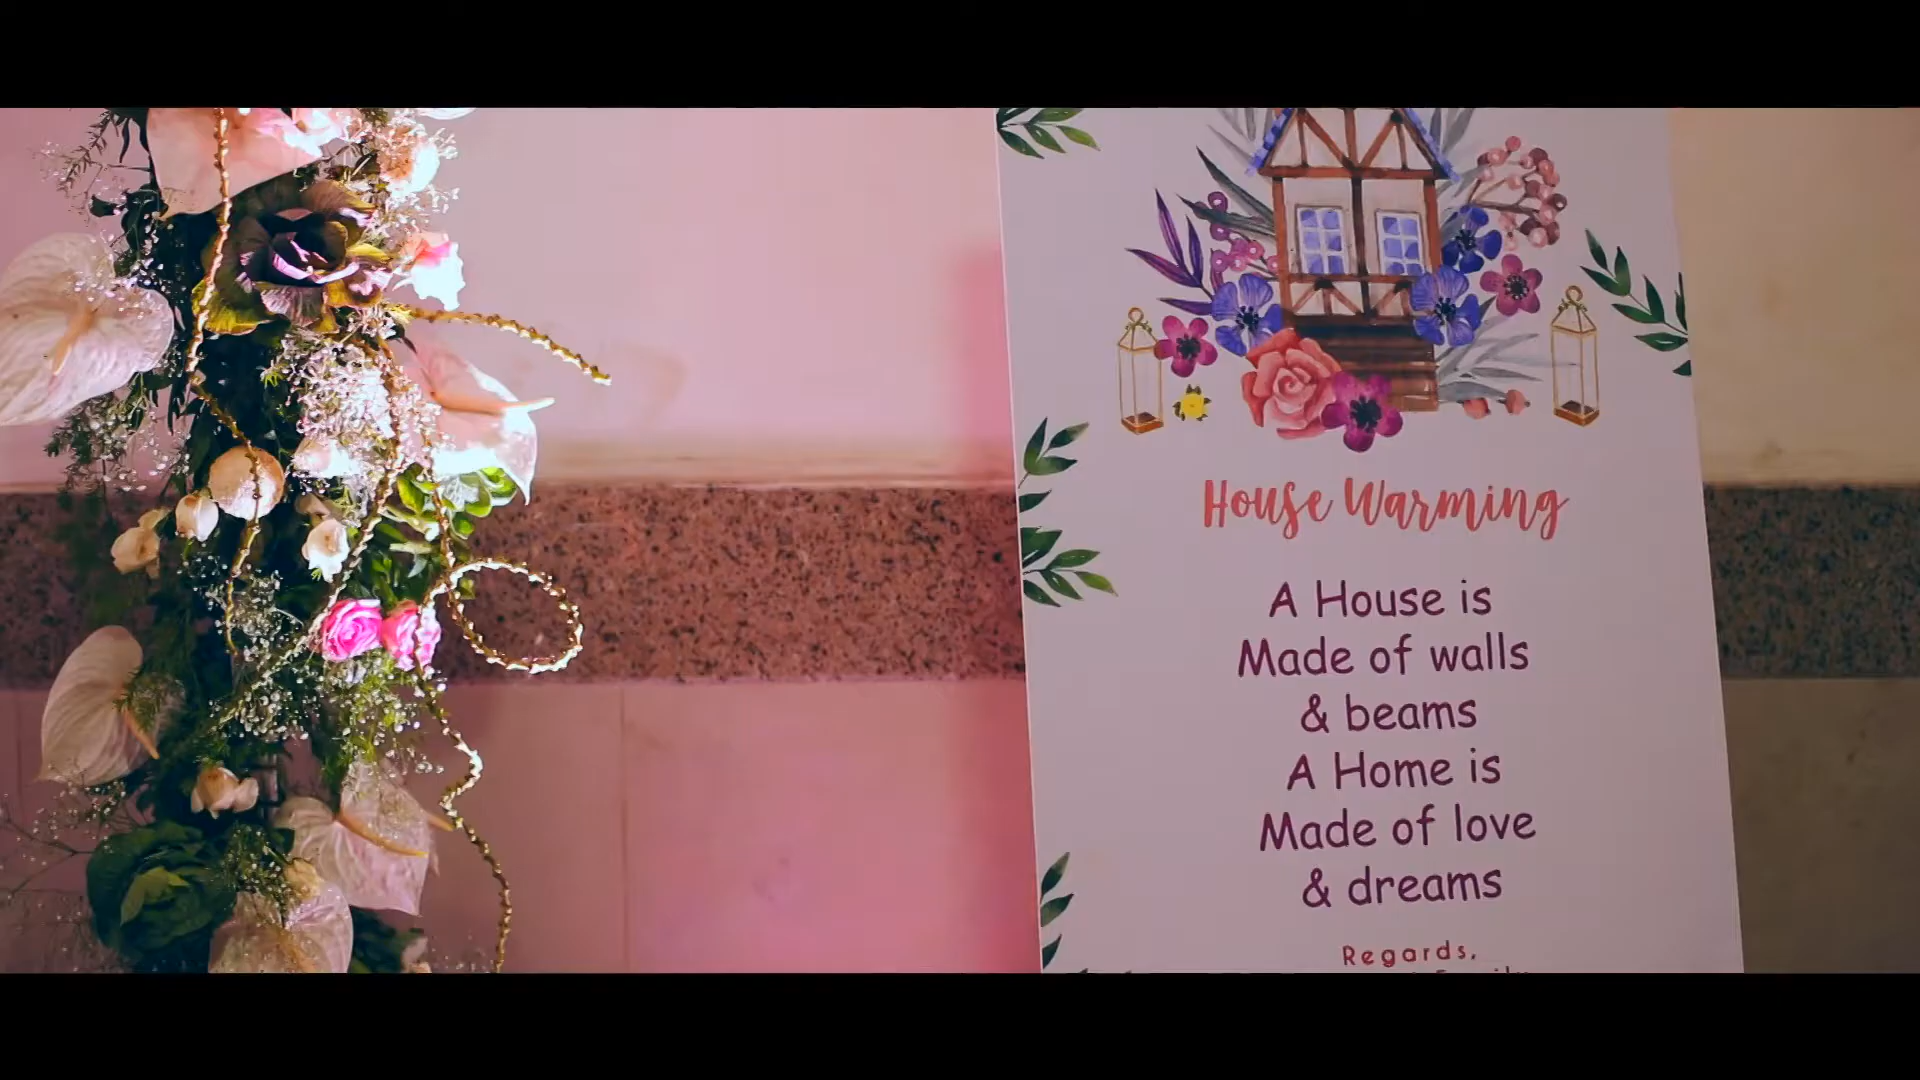 House Warming
A House is
Made of walls
& beams
A Home is
Made of love
& dreams
Regards,